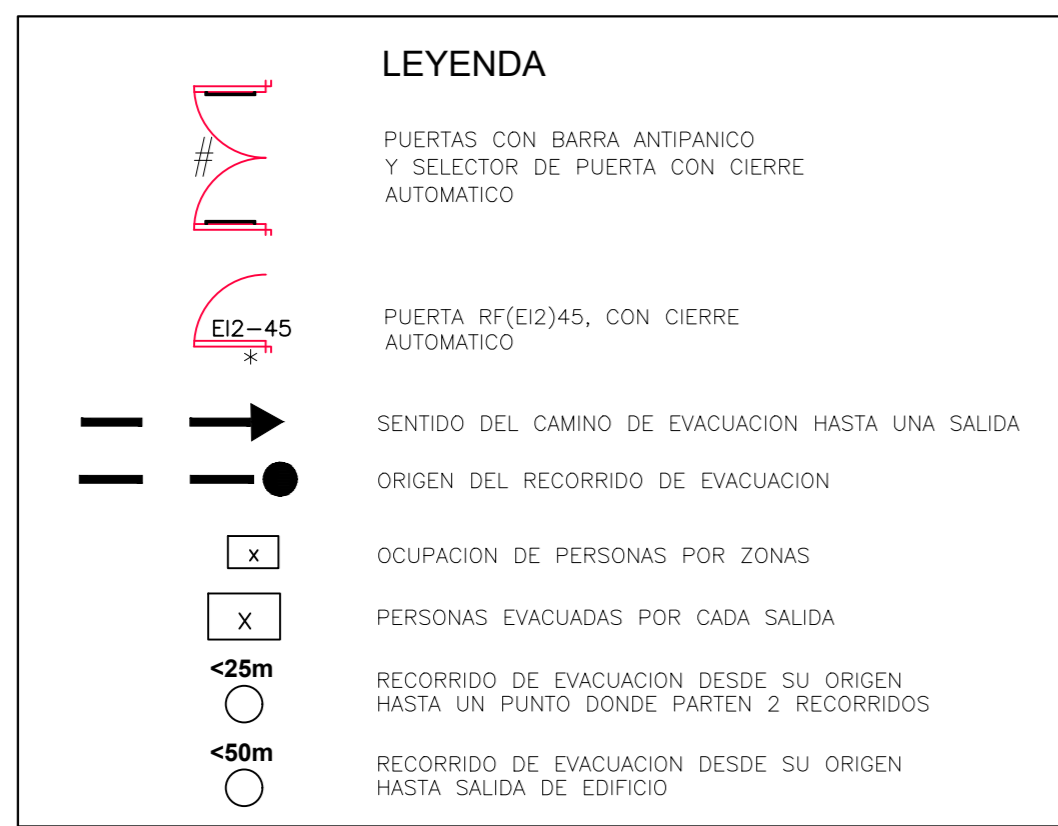 LEYENDA
#
PUERTAS CON BARRA ANTIPANICO
Y SELECTOR DE PUERTA CON CIERRE
AUTOMATICO
EI2-45
*
PUERTA RF(EI2)45, CON CIERRE
AUTOMATICO
SENTIDO DEL CAMINO DE EVACUACION HASTA UNA SALIDA
ORIGEN DEL RECORRIDO DE EVACUACION
x
OCUPACION DE PERSONAS POR ZONAS
X
PERSONAS EVACUADAS POR CADA SALIDA
<25m
RECORRIDO DE EVACUACION DESDE SU ORIGEN
HASTA UN PUNTO DONDE PARTEN 2 RECORRIDOS
<50m
RECORRIDO DE EVACUACION DESDE SU ORIGEN
HASTA SALIDA DE EDIFICIO